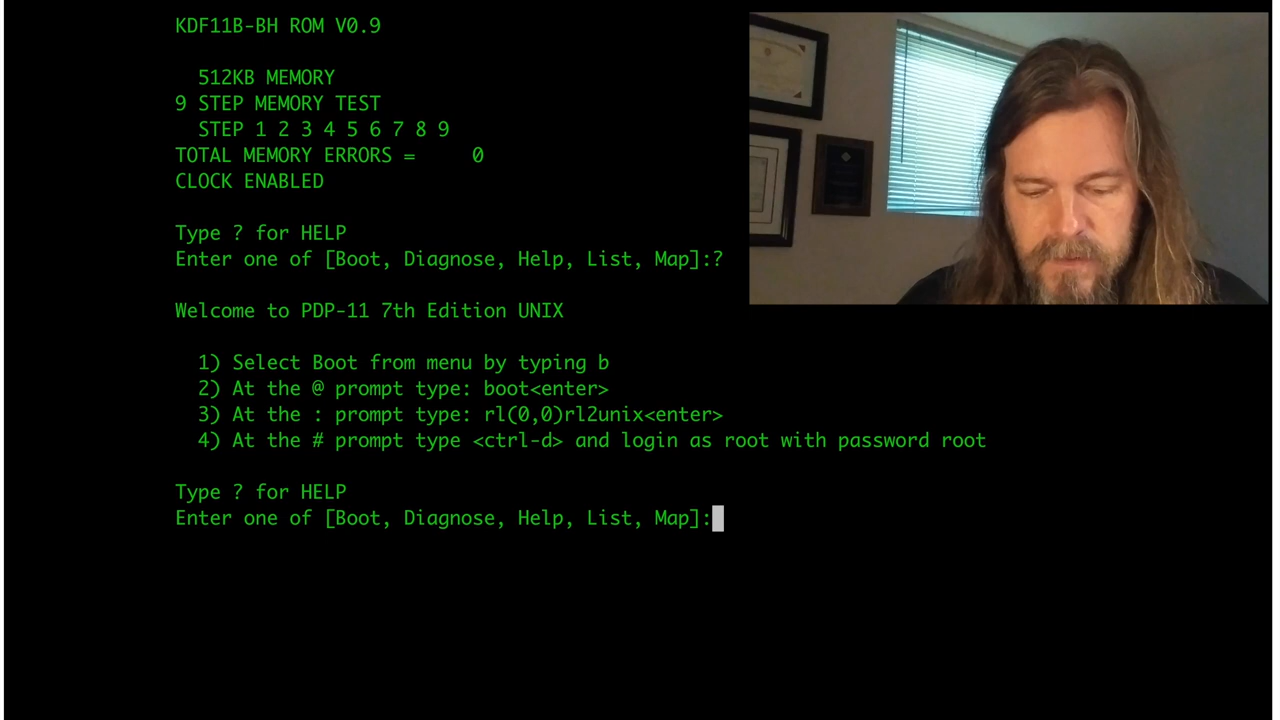 KDF11B-BH ROM V0.9
512KB MEMORY
9 STEP MEMORY TEST
STEP 1 2 3 4 5 6 7 8 9
TOTAL MEMORY ERRORS = 0
CLOCK ENABLED
Type ? for HELP
Enter one of [Boot, Diagnose, Help, List, Map]:?
Welcome to PDP-11 7th Edition UNIX
1) Select Boot from menu by typing b
2) At the @ prompt type: boot<enter>
3) At the : prompt type: rl(0,0)rl2unix<enter>
4) At the # prompt type <ctrl-d> and login as root with password root
Type ? for HELP
Enter one of [Boot, Diagnose, Help, List, Map]: